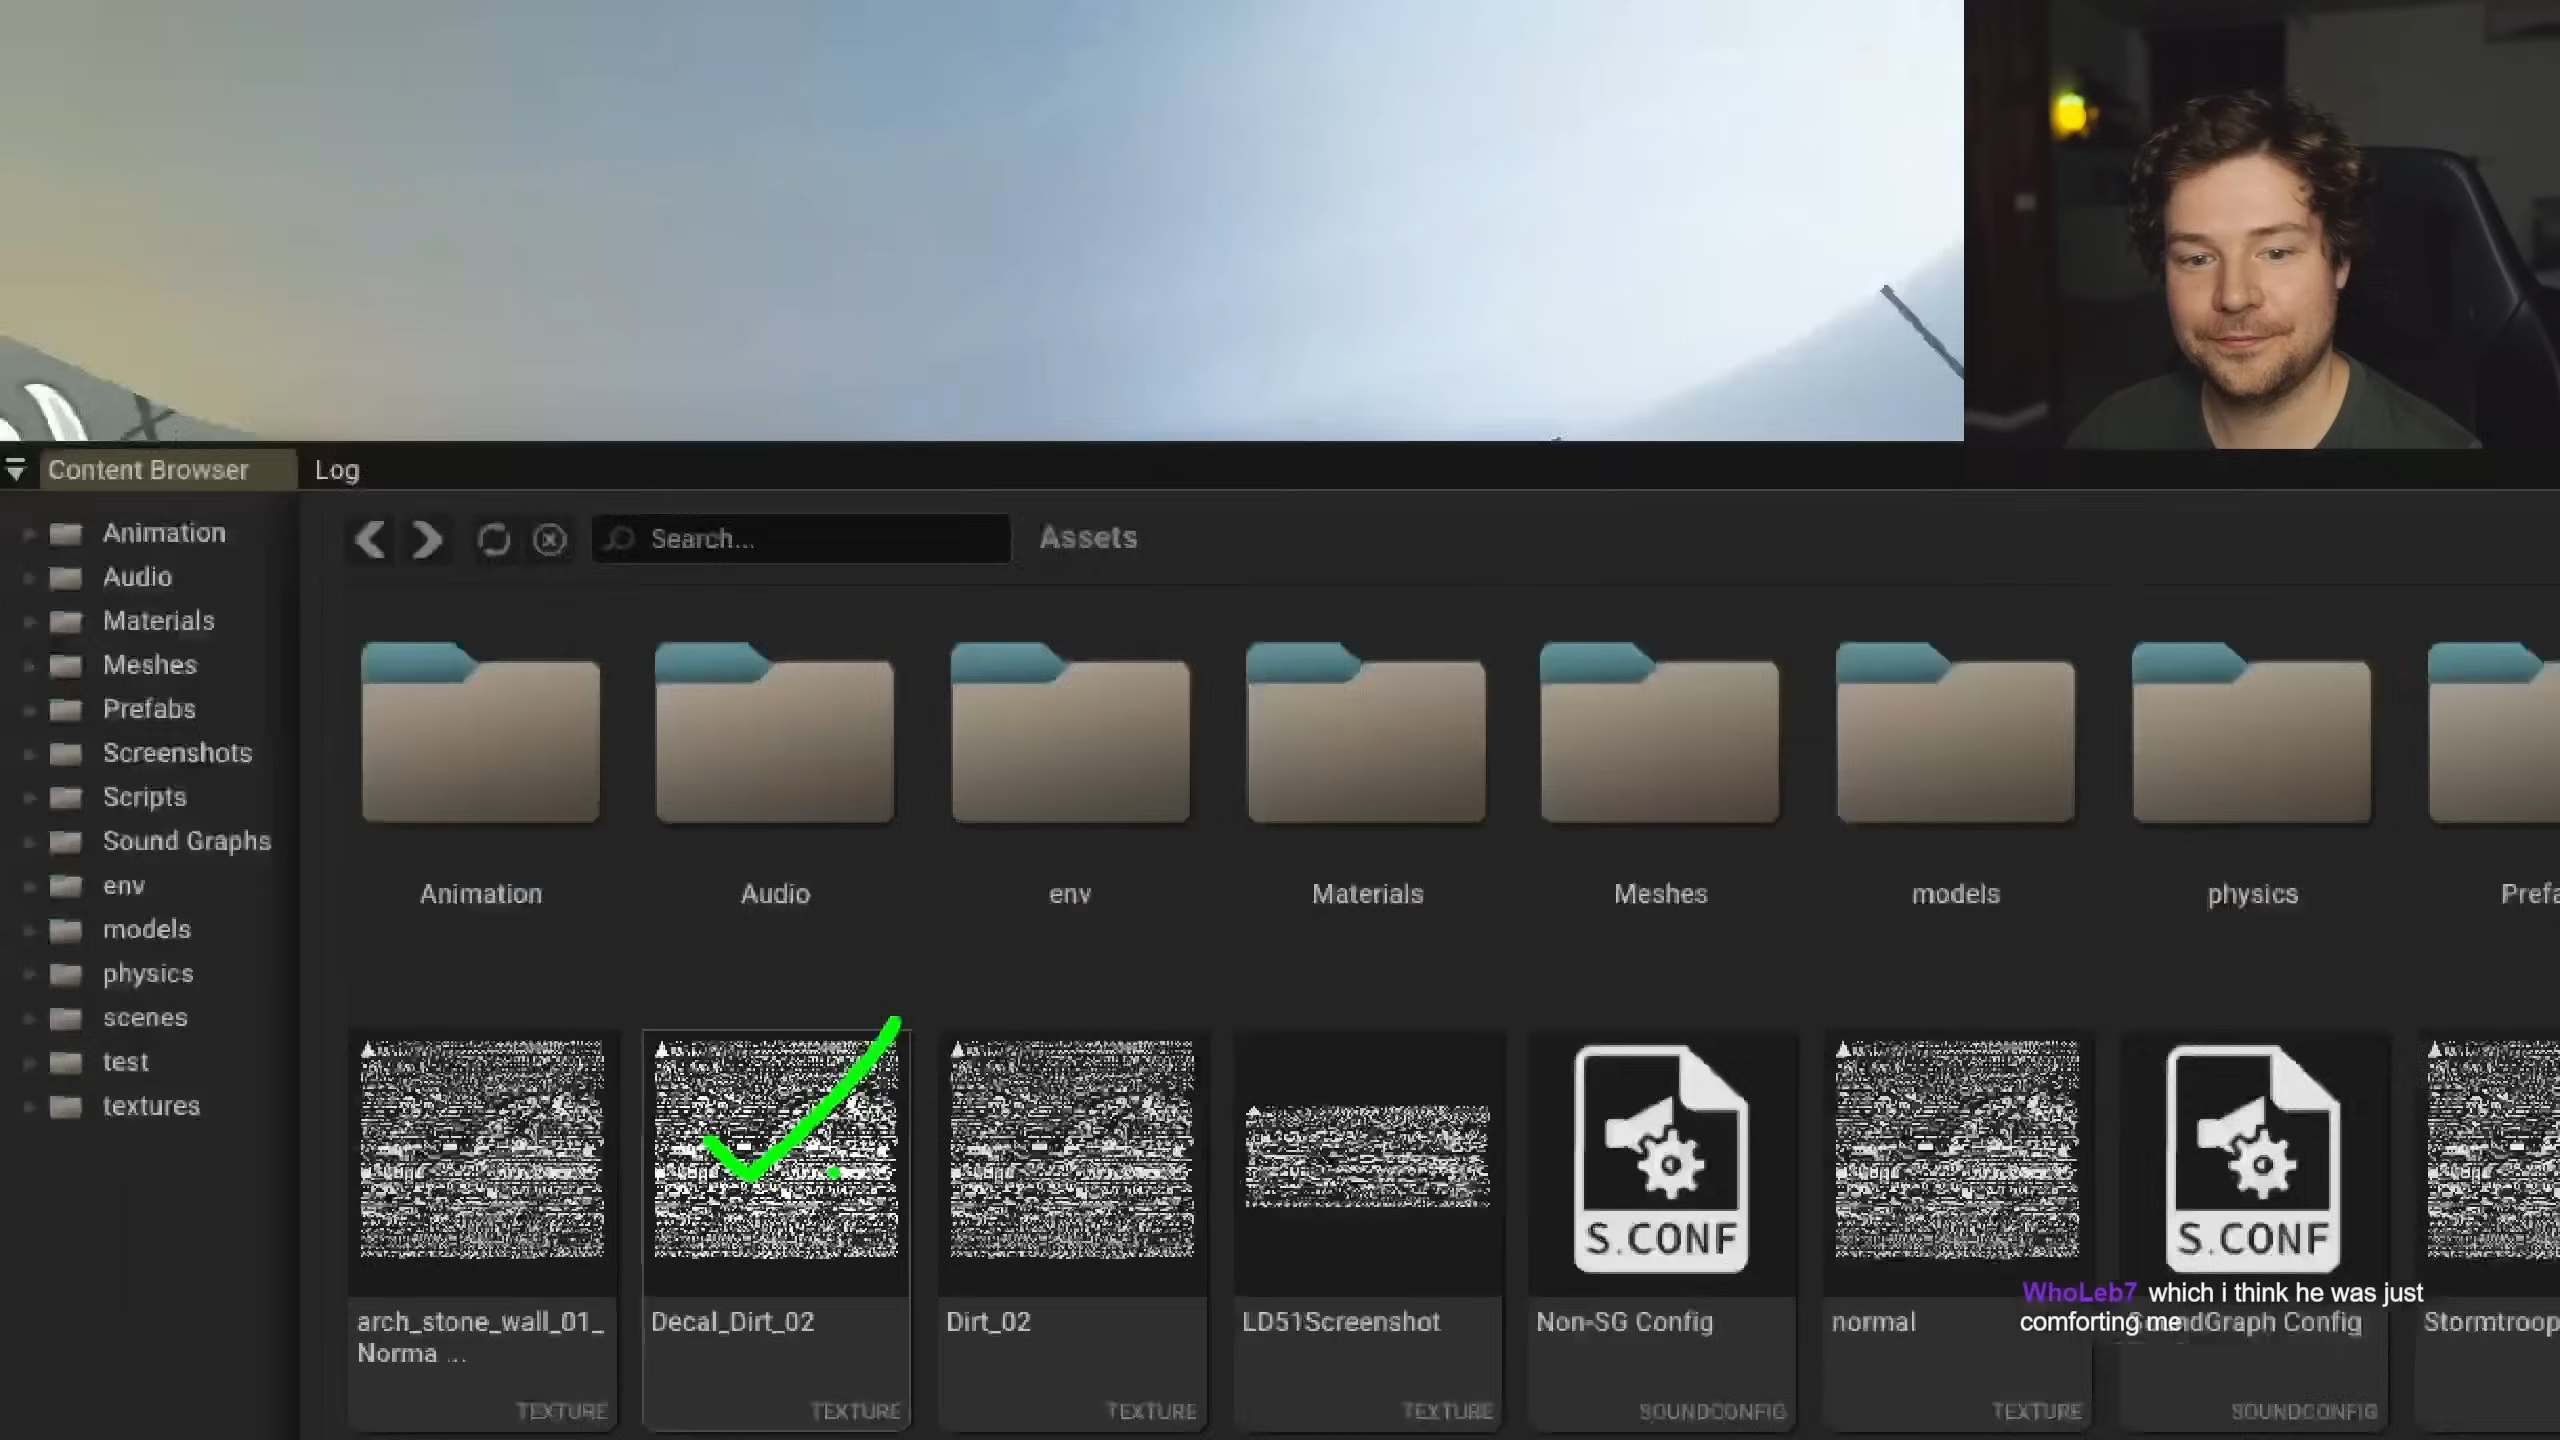 Content Browser
Log
Animation
Audio
Materials
Meshes
Prefabs
Screenshots
Scripts
Sound Graphs
env
models
physics
scenes
test
textures
Search...
Assets
Animation
Audio
env
Materials
Meshes
models
physics
S.CONF
S.CONF
arch_stone_wall_01_
Norma ...
TEXTURE
Decal_Dirt_02
TEXTURE
Dirt_02
TEXTURE
LD51Screenshot
TEXTURE
Non-SG Config
SOUNDCONFIG
normal
TEXTURE
SoundGraph Config
SOUNDCONFIG
WhoLeb7 which i think he was just
comforting me